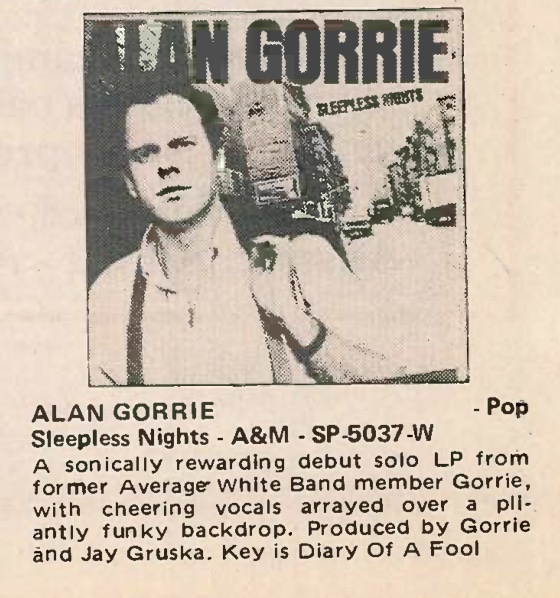 ALAN GORRIE
SLEEPLESS NIGHTS
ALAN GORRIE - Pop
Sleepless Nights - A&M - SP-5037-W
A sonically rewarding debut solo LP from
former Average White Band member Gorrie,
with cheering vocals arrayed over a pli-
antly funky backdrop. Produced by Gorrie
and Jay Gruska. Key is Diary Of A Fool